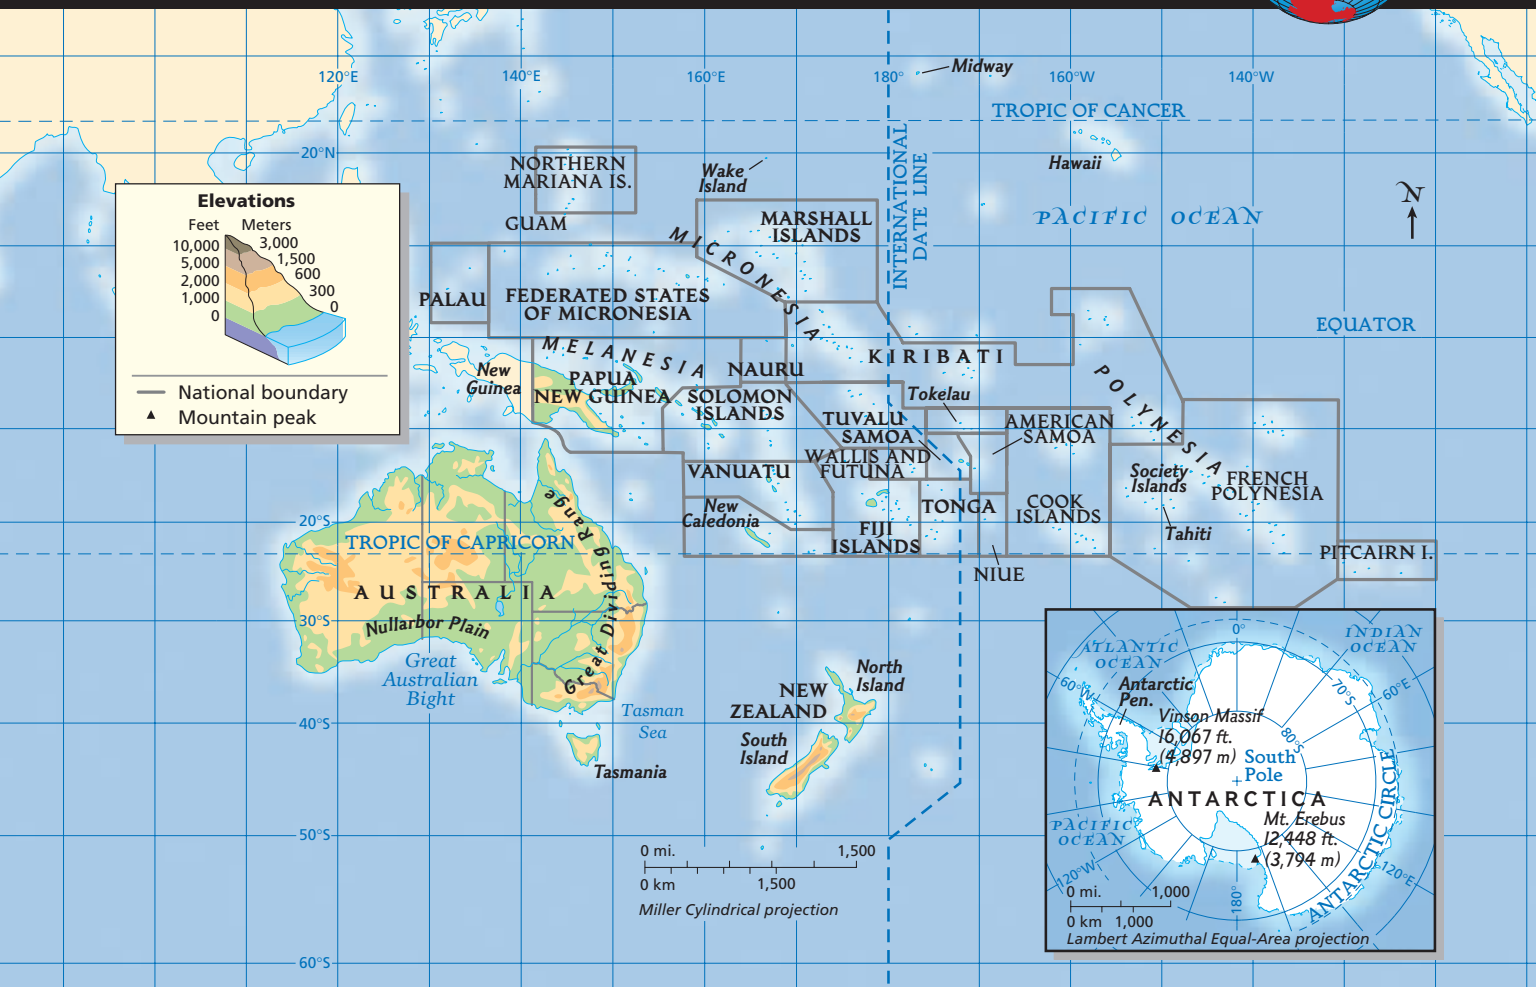 120°E
140°E
160°E
180°
160°W
140°W
Midway
TROPIC OF CANCER
20°N
NORTHERN
MARIANA IS.
Wake
Island
INTERNATIONAL
DATE LINE
Hawaii
N
PACIFIC OCEAN
Elevations
Feet
Meters
10,000
5,000
2,000
1,000
0
3,000
1,500
600
300
0
National boundary
Mountain peak
GUAM
MARSHALL
ISLANDS
MICRONESIA
PALAU
FEDERATED STATES
OF MICRONESIA
EQUATOR
MELANESIA
KIRIBATI
New
Guinea
PAPUA
NEW GUINEA
NAURU
SOLOMON
ISLANDS
Tokelau
POLYNESIA
TUVALU
SAMOA
AMERICAN
SAMOA
WALLIS AND
FUTUNA
VANUATU
Society
Islands
FRENCH
POLYNESIA
New
Caledonia
TONGA
COOK
ISLANDS
FIJI
ISLANDS
Tahiti
20°S
TROPIC OF CAPRICORN
NIUE
PITCAIRN I.
AUSTRALIA
Great Dividing Range
30°S
Nullarbor Plain
Great
Australian
Bight
North
Island
NEW
ZEALAND
40°S
Tasman
Sea
South
Island
Tasmania
50°S
0 mi.
1,500
0 km
1,500
Miller Cylindrical projection
60°S
0°
ATLANTIC
OCEAN
INDIAN
OCEAN
60°W
Antarctic
Pen.
70°S
60°E
Vinson Massif
16,067 ft.
(4,897 m)
80°S
South
Pole
ANTARCTICA
Mt. Erebus
12,448 ft.
(3,794 m)
PACIFIC
OCEAN
ANTARCTIC CIRCLE
120°W
120°E
180°
0 mi.
1,000
0 km
1,000
Lambert Azimuthal Equal-Area projection